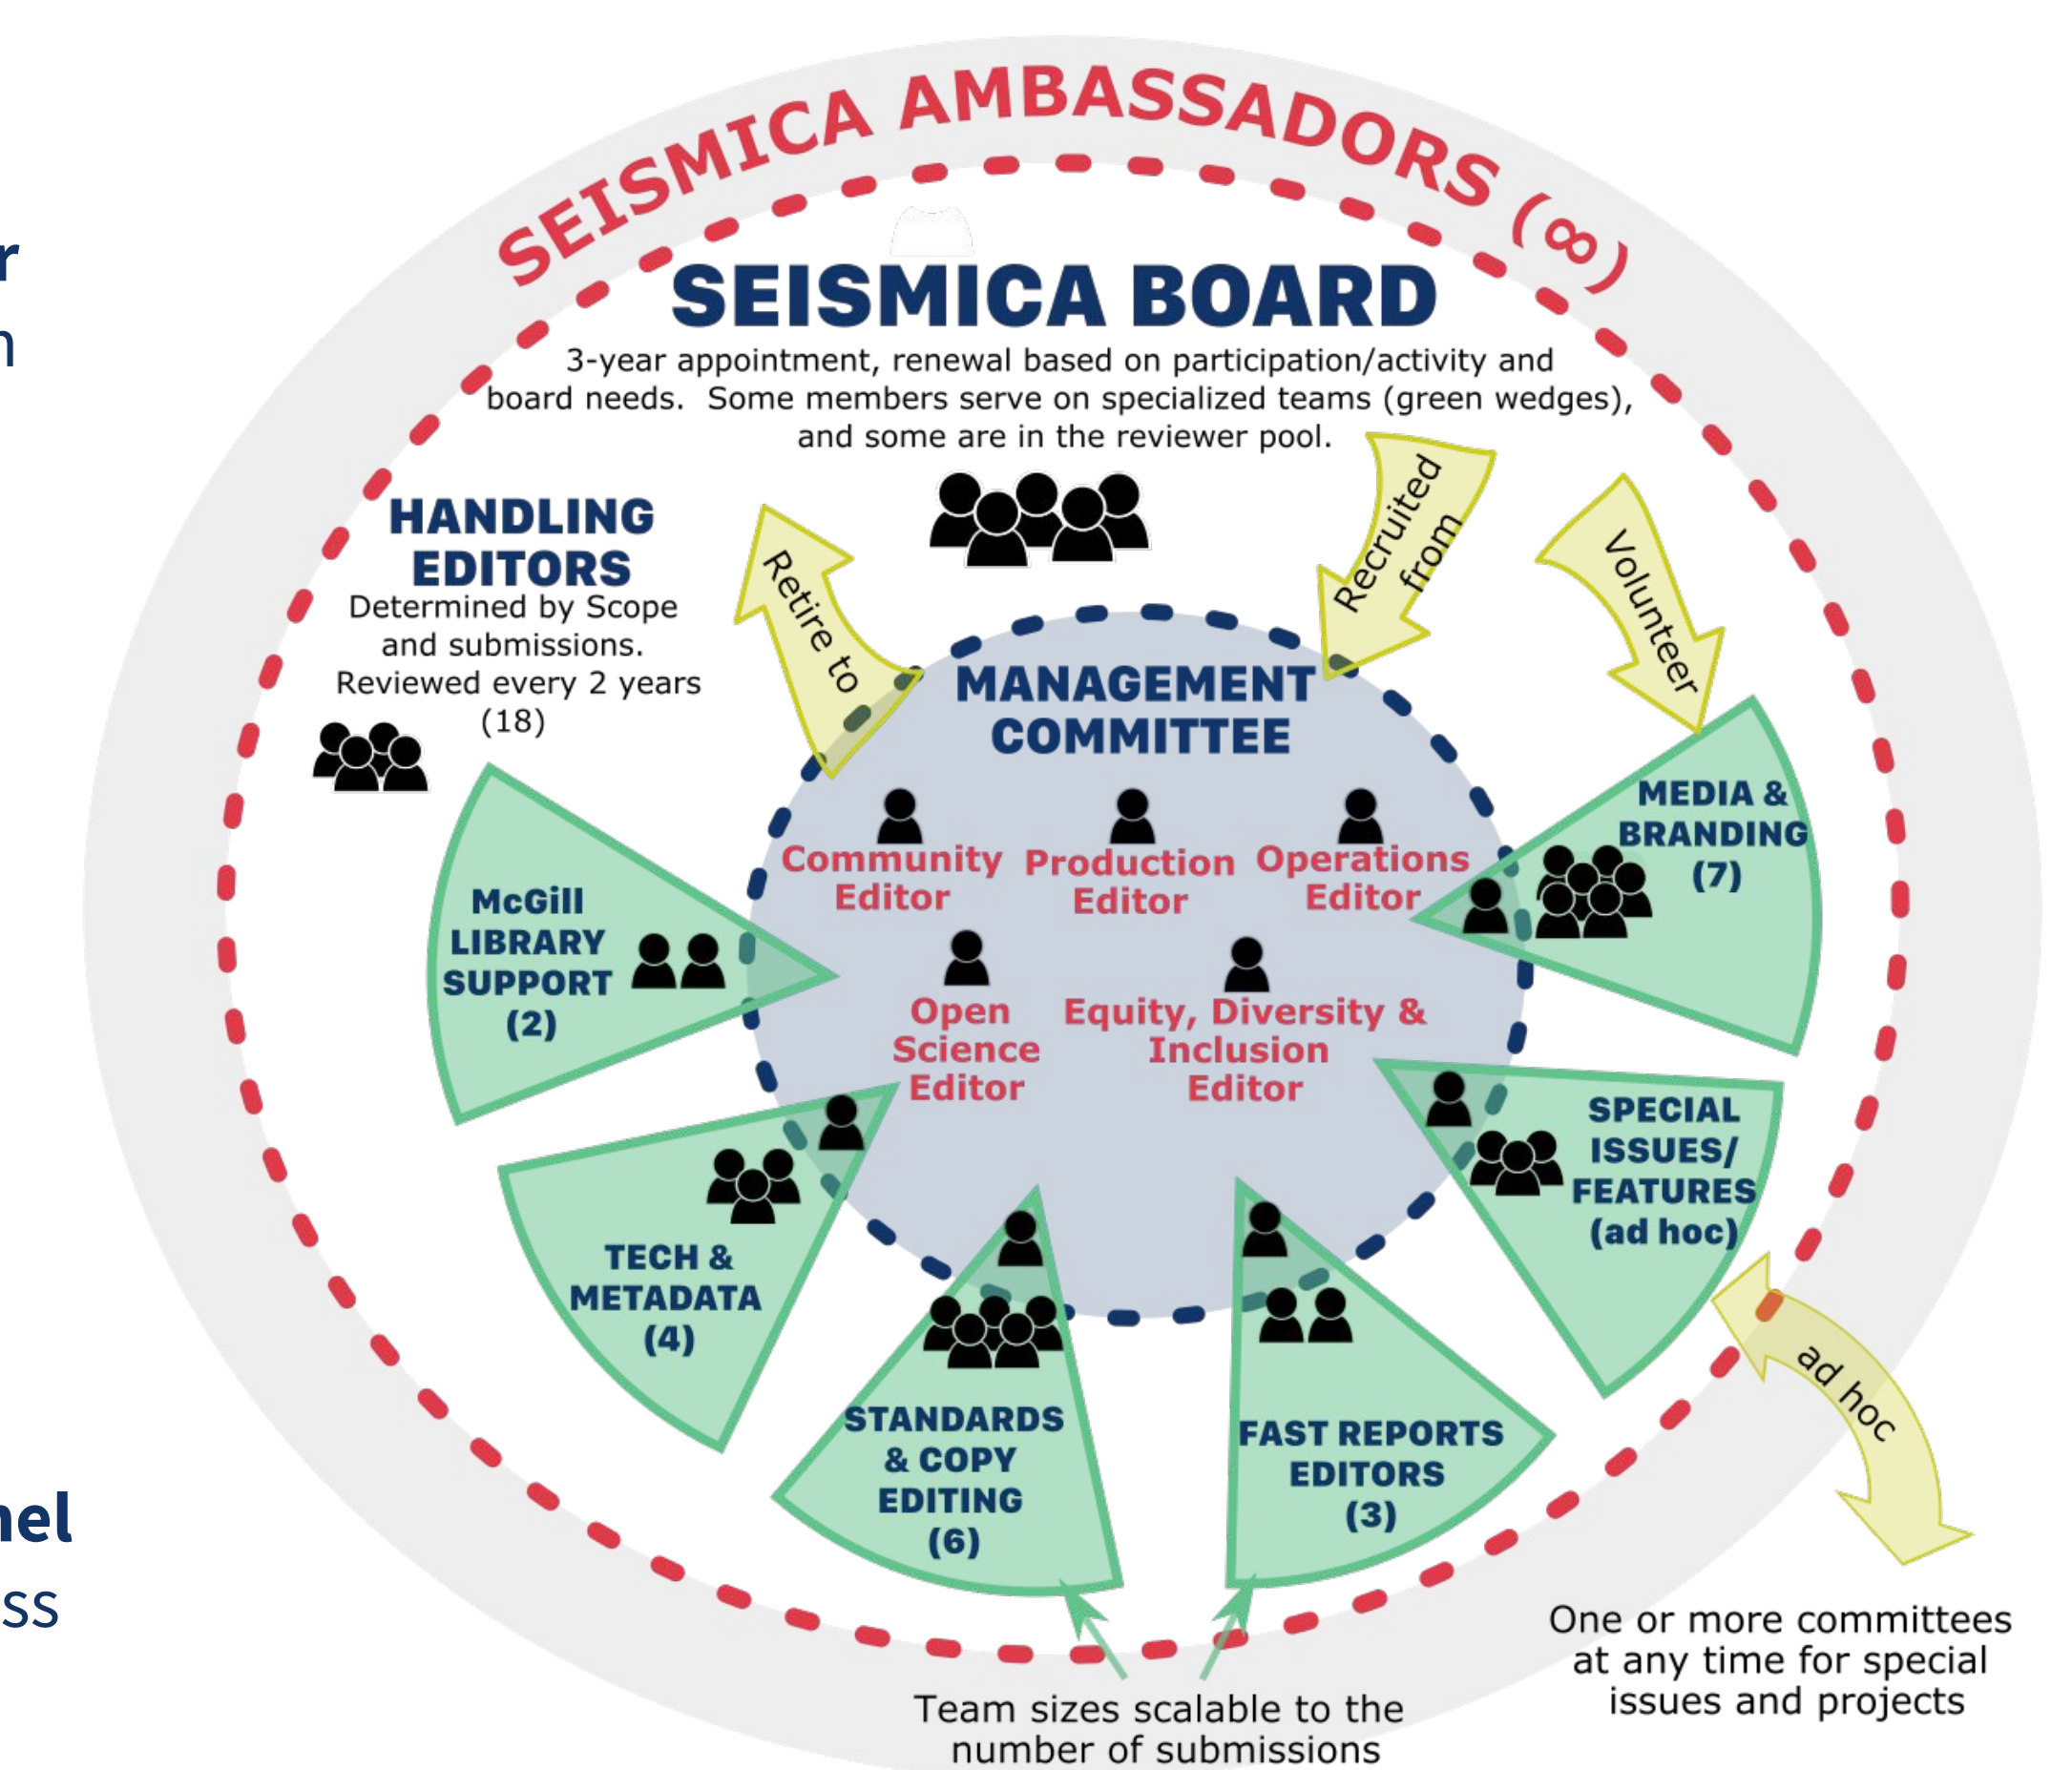 SEISMICA AMBASSADORS (∞)
SEISMICA BOARD
3-year appointment, renewal based on participation/activity and
board needs. Some members serve on specialized teams (green wedges),
and some are in the reviewer pool.
HANDLING
EDITORS
Determined by Scope
and submissions.
Reviewed every 2 years
(18)
Retire to
Recruited
from
Volunteer
MANAGEMENT
COMMITTEE
Community
Editor
Production
Editor
Operations
Editor
Open
Science
Editor
Equity, Diversity &
Inclusion
Editor
MEDIA &
BRANDING
(7)
McGill
LIBRARY
SUPPORT
(2)
SPECIAL
ISSUES/
FEATURES
(ad hoc)
TECH &
METADATA
(4)
STANDARDS
& COPY
EDITING
(6)
FAST REPORTS
EDITORS
(3)
ad hoc
One or more committees
at any time for special
issues and projects
Team sizes scalable to the
number of submissions